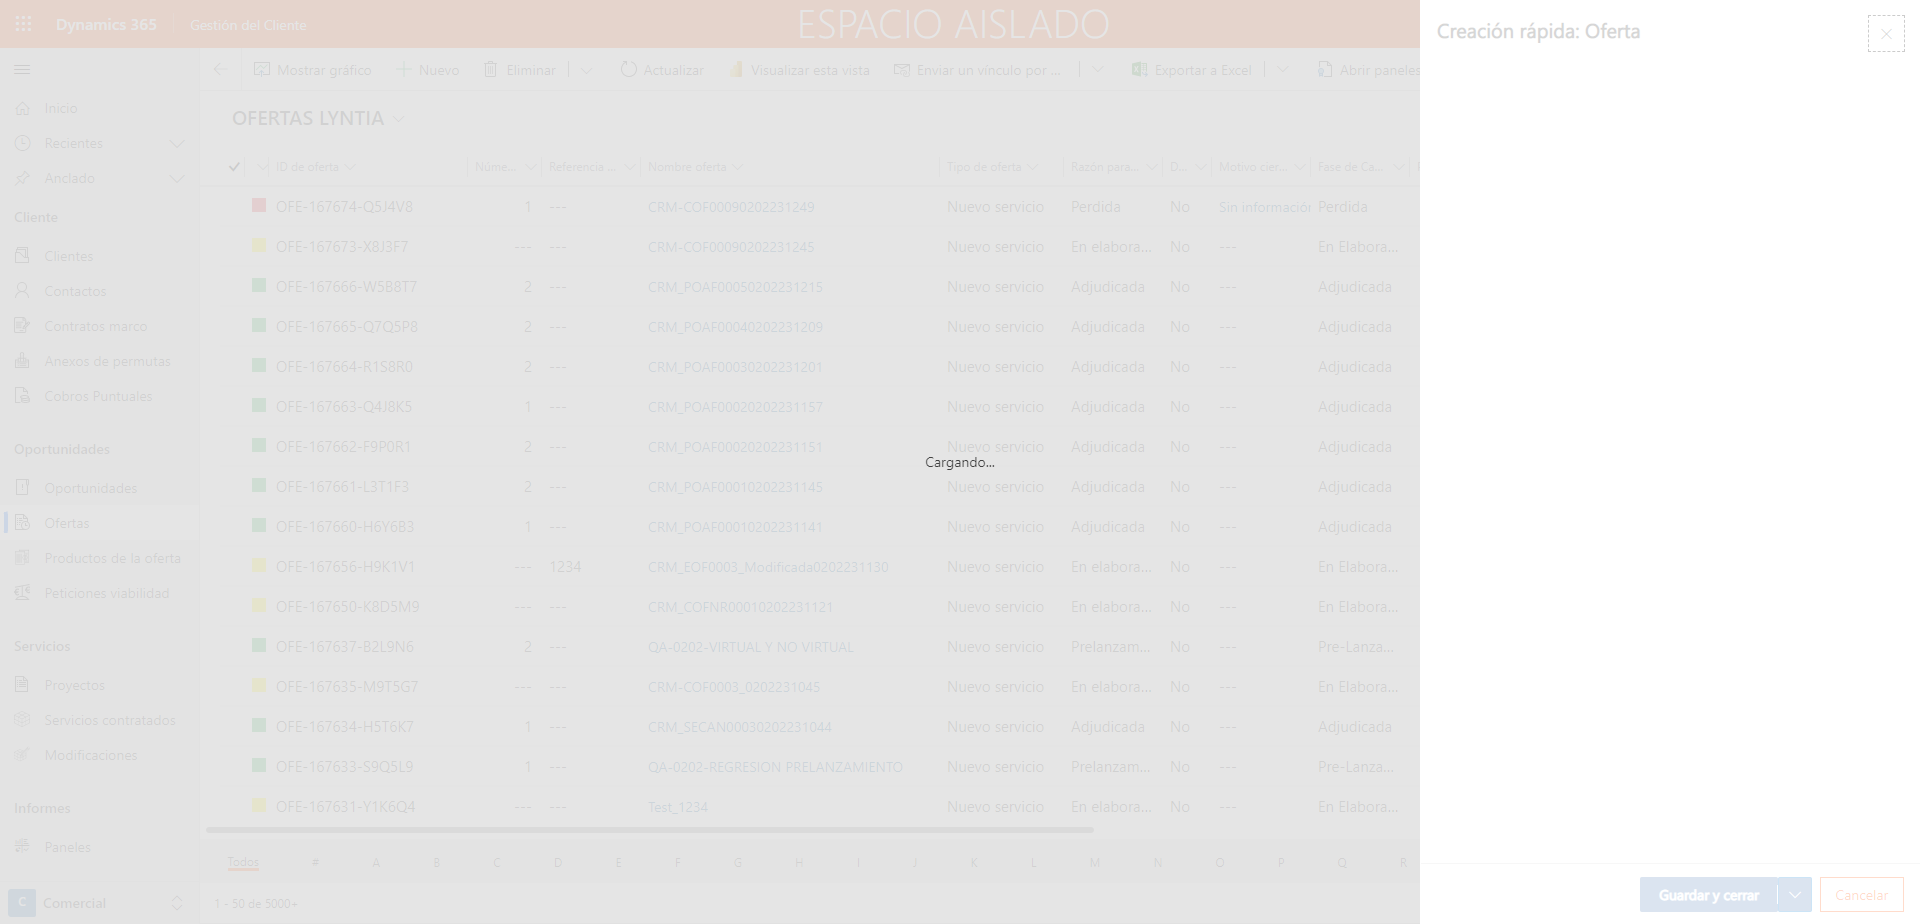 Dynamics 365 Gestión del Cliente ESPACIO AISLADO
Creación rápida: Oferta
Mostrar gráfico Nuevo Eliminar Actualizar Visualizar esta vista Enviar un vínculo por ... Exportar a Excel Abrir paneles
Inicio
Recientes
Anclado
Cliente
Clientes
Contactos
Contratos marco
Anexos de permutas
Cobros Puntuales
Oportunidades
Oportunidades
Ofertas
Productos de la oferta
Peticiones viabilidad
Servicios
Proyectos
Servicios contratados
Modificaciones
Informes
Paneles
C Comercial
OFERTAS LYNTIA
ID de oferta Núme... Referencia ... Nombre oferta Tipo de oferta Razón para... D... Motivo cier... Fase de Ca...
OFE-167674-Q5J4V8 1 --- CRM-COF00090202231249 Nuevo servicio Perdida No Sin información Perdida
OFE-167673-X8J3F7 --- --- CRM-COF00090202231245 Nuevo servicio En elabora... No --- En Elabora...
OFE-167666-W5B8T7 2 --- CRM_POAF00050202231215 Nuevo servicio Adjudicada No --- Adjudicada
OFE-167665-Q7Q5P8 2 --- CRM_POAF00040202231209 Nuevo servicio Adjudicada No --- Adjudicada
OFE-167664-R1S8R0 2 --- CRM_POAF00030202231201 Nuevo servicio Adjudicada No --- Adjudicada
OFE-167663-Q4J8K5 1 --- CRM_POAF00020202231157 Nuevo servicio Adjudicada No --- Adjudicada
OFE-167662-F9P0R1 2 --- CRM_POAF00020202231151 Nuevo servicio Adjudicada No --- Adjudicada
Cargando...
OFE-167661-L3T1F3 2 --- CRM_POAF00010202231145 Nuevo servicio Adjudicada No --- Adjudicada
OFE-167660-H6Y6B3 1 --- CRM_POAF00010202231141 Nuevo servicio Adjudicada No --- Adjudicada
OFE-167656-H9K1V1 --- 1234 CRM_EOF0003_Modificada0202231130 Nuevo servicio En elabora... No --- En Elabora...
OFE-167650-K8D5M9 --- --- CRM_COFNR00010202231121 Nuevo servicio En elabora... No --- En Elabora...
OFE-167637-B2L9N6 2 --- QA-0202-VIRTUAL Y NO VIRTUAL Nuevo servicio Prelanzam... No --- Pre-Lanza...
OFE-167635-M9T5G7 --- --- CRM-COF0003_0202231045 Nuevo servicio En elabora... No --- En Elabora...
OFE-167634-H5T6K7 1 --- CRM_SECAN00030202231044 Nuevo servicio Adjudicada No --- Adjudicada
OFE-167633-S9Q5L9 1 --- QA-0202-REGRESION PRELANZAMIENTO Nuevo servicio Prelanzam... No --- Pre-Lanza...
OFE-167631-Y1K6Q4 --- --- Test_1234 Nuevo servicio En elabora... No --- En Elabora...
Todos # A B C D E F G H I J K L M N O P Q R
1 - 50 de 5000+
Guardar y cerrar Cancelar